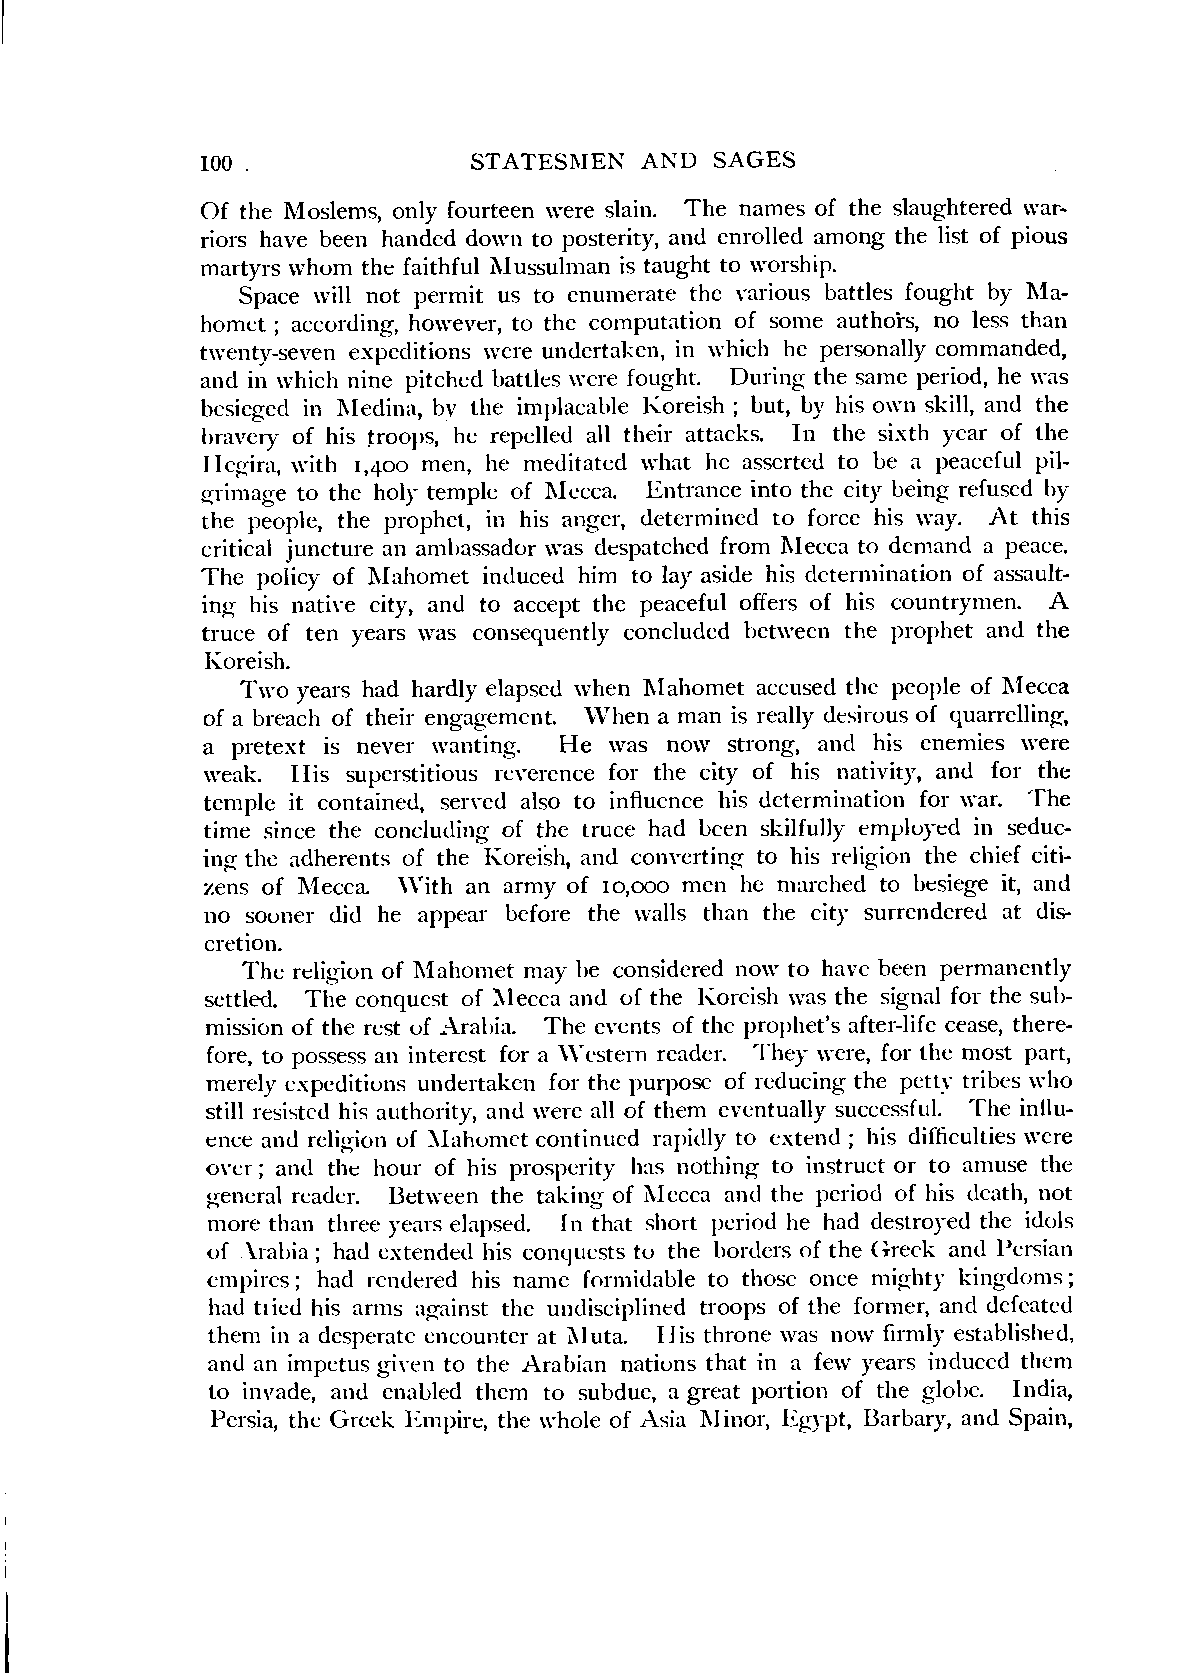 100 . STATESMEN AND SAGES
Of the Moslems, only fourteen were slain. The names of the slaughtered war-
riors have been handed down to posterity, and enrolled among the list of pious
martyrs whom the faithful Mussulman is taught to worship.
Space will not permit us to enumerate the various battles fought by Ma-
homet ; according, however, to the computation of some authors, no less than
twenty-seven expeditions were undertaken, in which he personally commanded,
and in which nine pitched battles were fought. During the same period, he was
besieged in Medina, by the implacable Koreish ; but, by his own skill, and the
bravery of his troops, he repelled all their attacks. In the sixth year of the
Hegira, with 1,400 men, he meditated what he asserted to be a peaceful pil-
grimage to the holy temple of Mecca. Entrance into the city being refused by
the people, the prophet, in his anger, determined to force his way. At this
critical juncture an ambassador was despatched from Mecca to demand a peace.
The policy of Mahomet induced him to lay aside his determination of assault-
ing his native city, and to accept the peaceful offers of his countrymen. A
truce of ten years was consequently concluded between the prophet and the
Koreish.
Two years had hardly elapsed when Mahomet accused the people of Mecca
of a breach of their engagement. When a man is really desirous of quarrelling,
a pretext is never wanting. He was now strong, and his enemies were
weak. His superstitious reverence for the city of his nativity, and for the
temple it contained, served also to influence his determination for war. The
time since the concluding of the truce had been skilfully employed in seduc-
ing the adherents of the Koreish, and converting to his religion the chief citi-
zens of Mecca. With an army of 10,000 men he marched to besiege it, and
no sooner did he appear before the walls than the city surrendered at dis-
cretion.
The religion of Mahomet may be considered now to have been permanently
settled. The conquest of Mecca and of the Koreish was the signal for the sub-
mission of the rest of Arabia. The events of the prophet's after-life cease, there-
fore, to possess an interest for a Western reader. They were, for the most part,
merely expeditions undertaken for the purpose of reducing the petty tribes who
still resisted his authority, and were all of them eventually successful. The influ-
ence and religion of Mahomet continued rapidly to extend ; his difficulties were
over ; and the hour of his prosperity has nothing to instruct or to amuse the
general reader. Between the taking of Mecca and the period of his death, not
more than three years elapsed. In that short period he had destroyed the idols
of Arabia ; had extended his conquests to the borders of the Greek and Persian
empires ; had rendered his name formidable to those once mighty kingdoms ;
had tried his arms against the undisciplined troops of the former, and defeated
them in a desperate encounter at Muta. His throne was now firmly established,
and an impetus given to the Arabian nations that in a few years induced them
to invade, and enabled them to subdue, a great portion of the globe. India,
Persia, the Greek Empire, the whole of Asia Minor, Egypt, Barbary, and Spain,